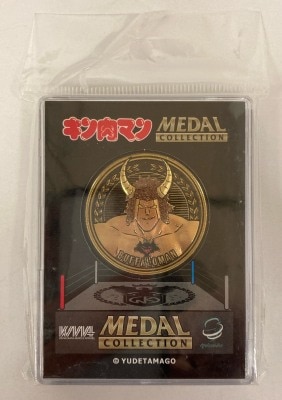 キン肉マン MEDAL
COLLECTION
BUFFALOMAN
MEDAL
COLLECTION
© YUDETAMAGO